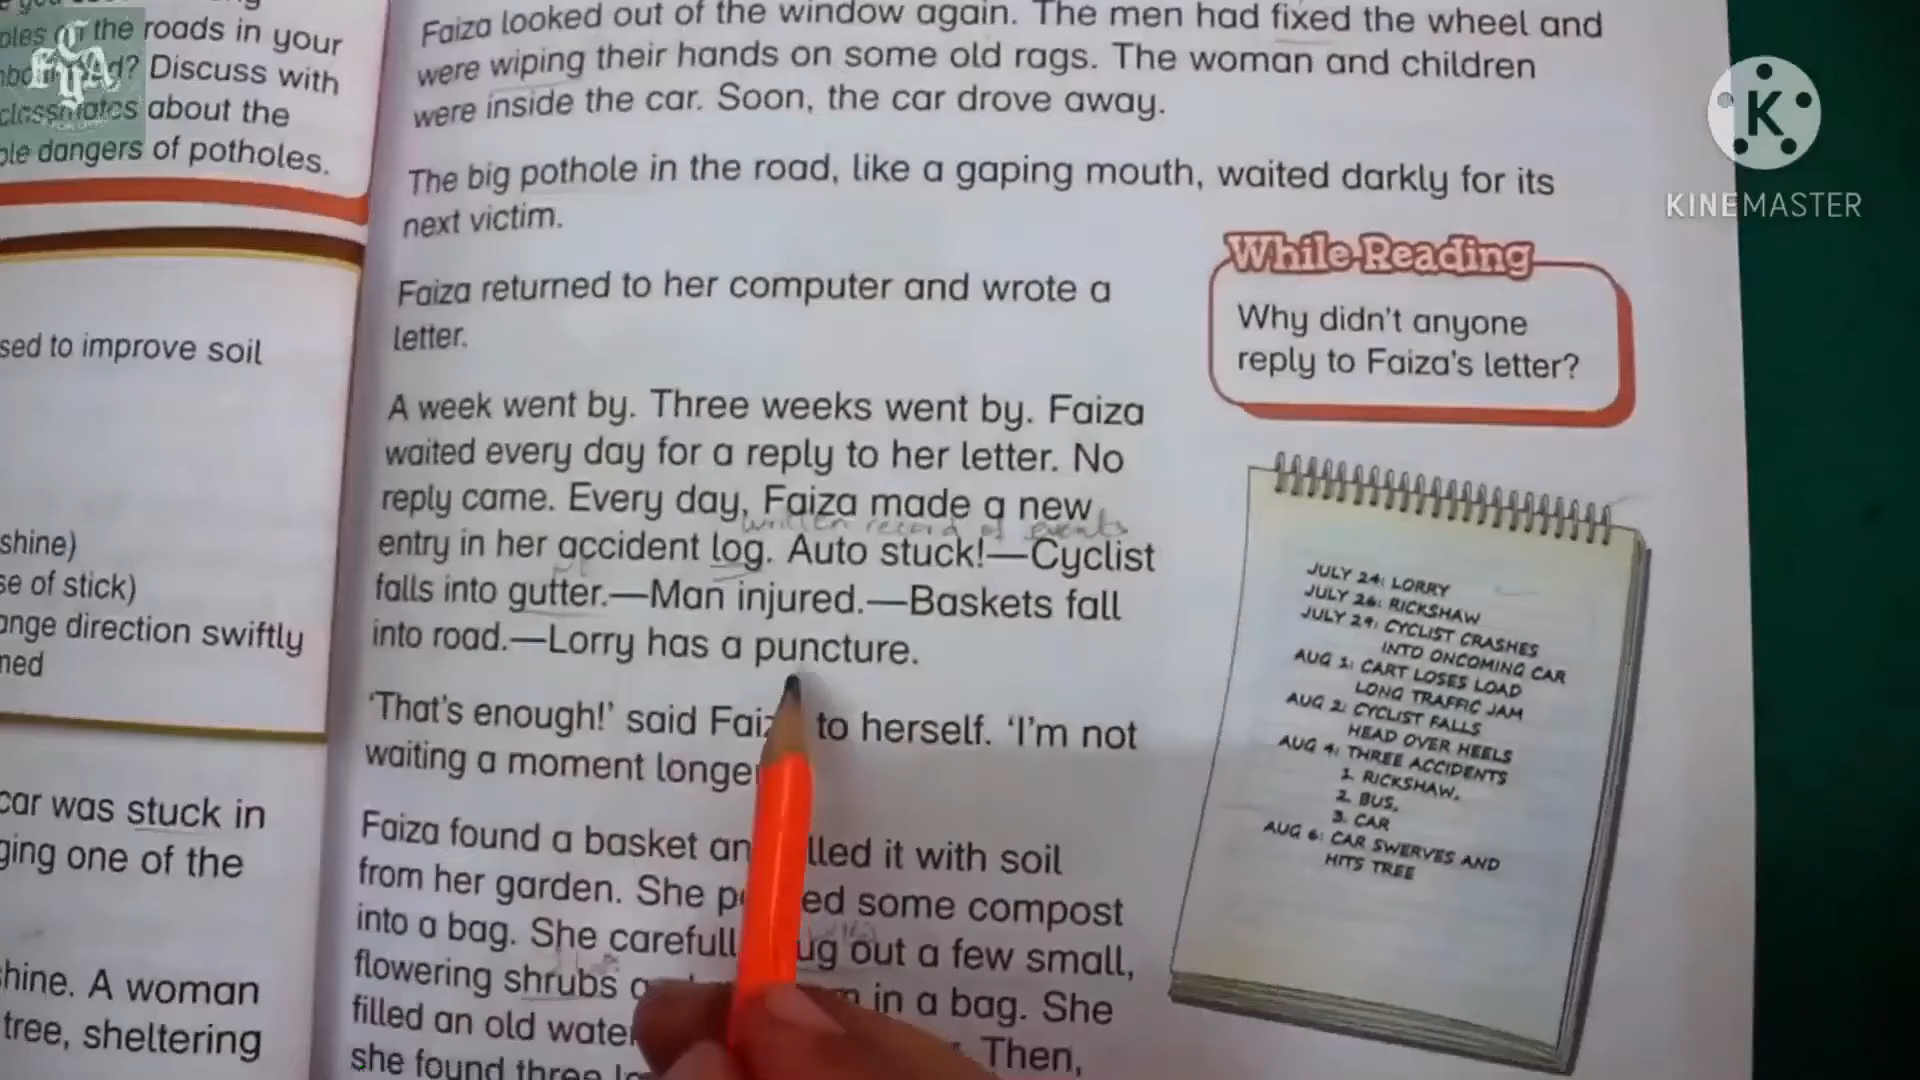 the roads in your
Discuss with
classmates about the
dangers of potholes.
sed to improve soil
shine)
se of stick)
ange direction swiftly
ned
car was stuck in
ging one of the
hine. A woman
tree, sheltering
Faiza looked out of the window again. The men had fixed the wheel and
were wiping their hands on some old rags. The woman and children
were inside the car. Soon, the car drove away.
The big pothole in the road, like a gaping mouth, waited darkly for its
next victim.
Faiza returned to her computer and wrote a
letter.
A week went by. Three weeks went by. Faiza
waited every day for a reply to her letter. No
reply came. Every day, Faiza made a new
written record of events
entry in her accident log. Auto stuck!—Cyclist
falls into gutter.—Man injured.—Baskets fall
into road.—Lorry has a puncture.
‘That's enough!’ said Faiz to herself. ‘I'm not
waiting a moment longer
Faiza found a basket an lled it with soil
from her garden. She p ed some compost
into a bag. She carefull ug out a few small,
flowering shrubs in a bag. She
filled an old water Then,
she found three
While Reading
Why didn't anyone
reply to Faiza's letter?
JULY 24: LORRY
JULY 26: RICKSHAW
JULY 29: CYCLIST CRASHES
INTO ONCOMING CAR
AUG 1: CART LOSES LOAD
LONG TRAFFIC JAM
AUG 2: CYCLIST FALLS
HEAD OVER HEELS
AUG 4: THREE ACCIDENTS
1. RICKSHAW,
2. BUS,
3. CAR
AUG 6: CAR SWERVES AND
HITS TREE
K
KINEMASTER